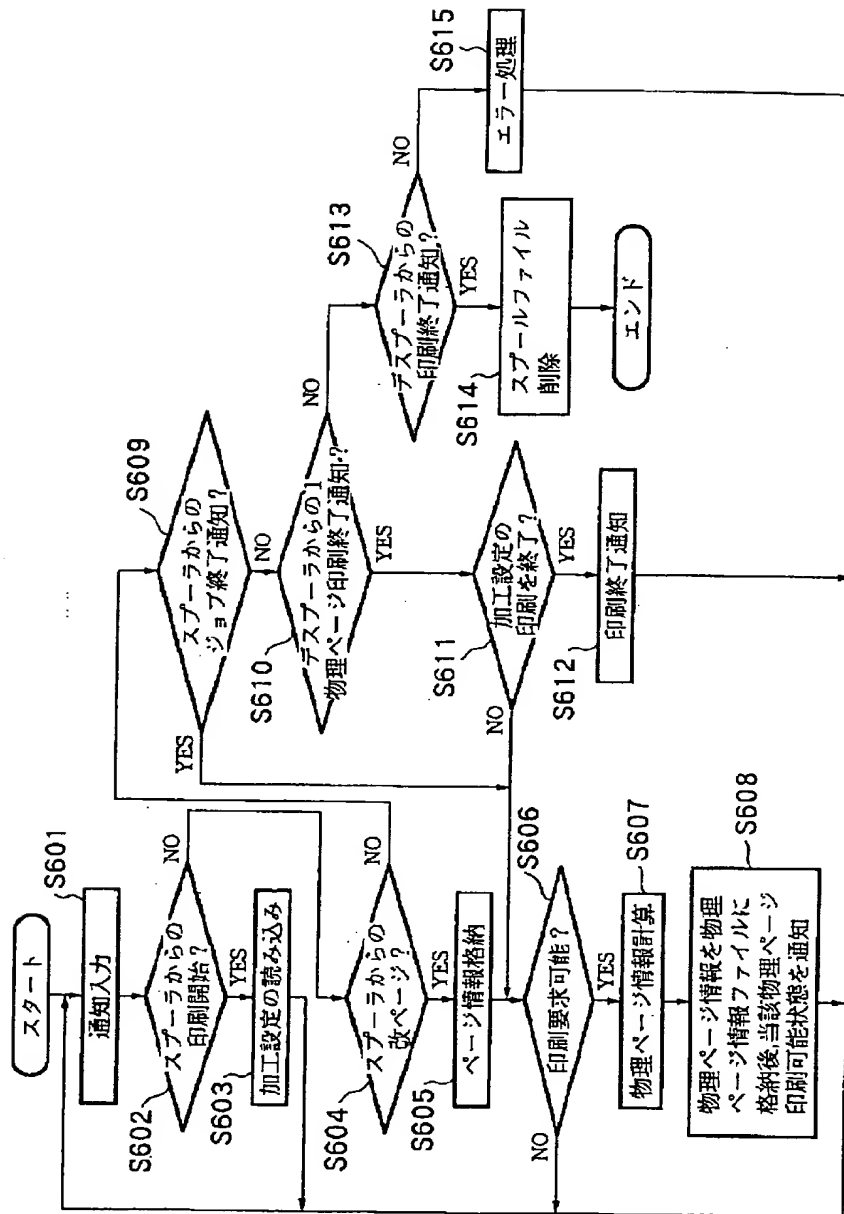 スタート
S601
通知入力
S602
スプーラからの
印刷開始?
NO
YES
S603
加工設定の読み込み
S604
スプーラからの
改ページ?
NO
YES
S605
ページ情報格納
S606
印刷要求可能?
NO
YES
S607
物理ページ情報計算
S608
物理ページ情報を物理
ページ情報ファイルに
格納後,当該物理ページ
印刷可能状態を通知
S609
スプーラからの
ジョブ終了通知?
YES
NO
S610
デスプーラからの1
物理ページ印刷終了通知?
NO
YES
S611
加工設定の
印刷を終了?
NO
YES
S612
印刷終了通知
S613
デスプーラからの
印刷終了通知?
NO
YES
S614
スプールファイル
削除
エンド
S615
エラー処理